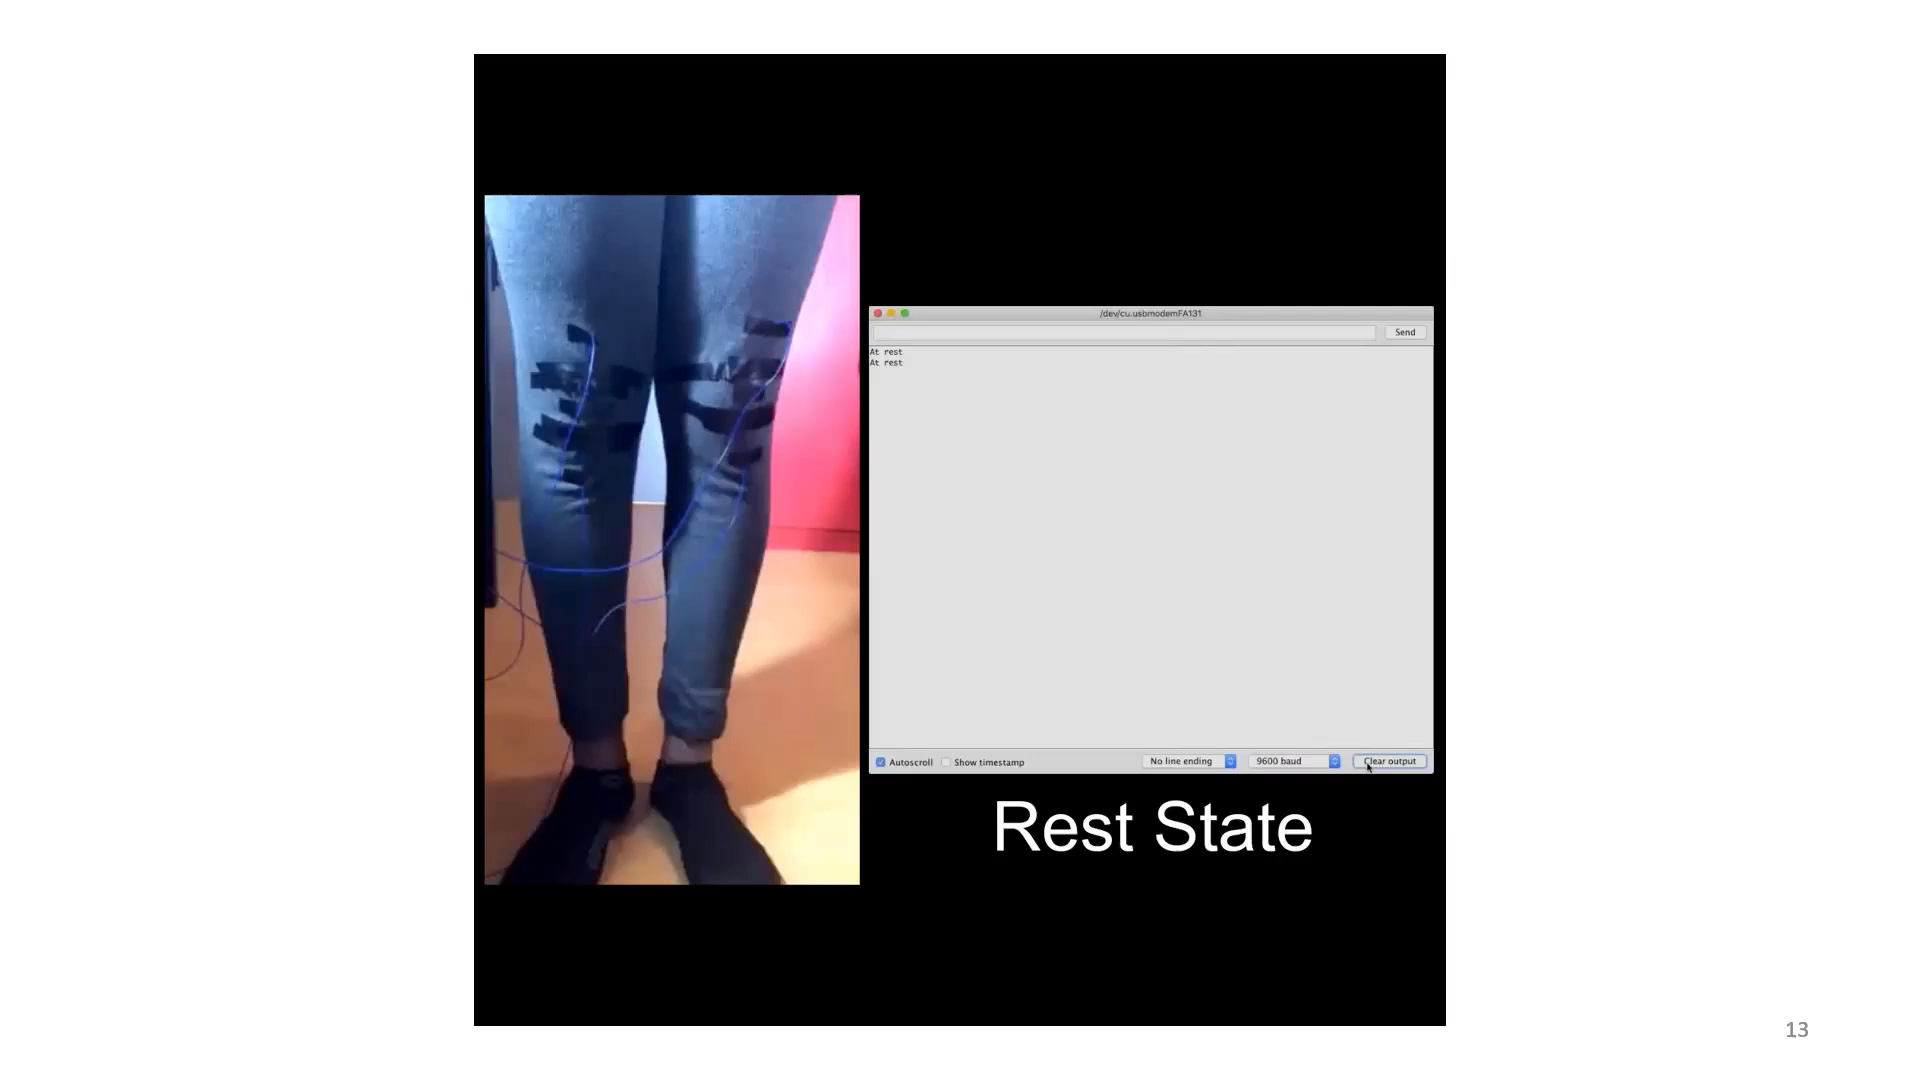 /dev/cu.usbmodemFA131
Send
At rest
At rest
Autoscroll Show timestamp No line ending 9600 baud Clear output
Rest State
13